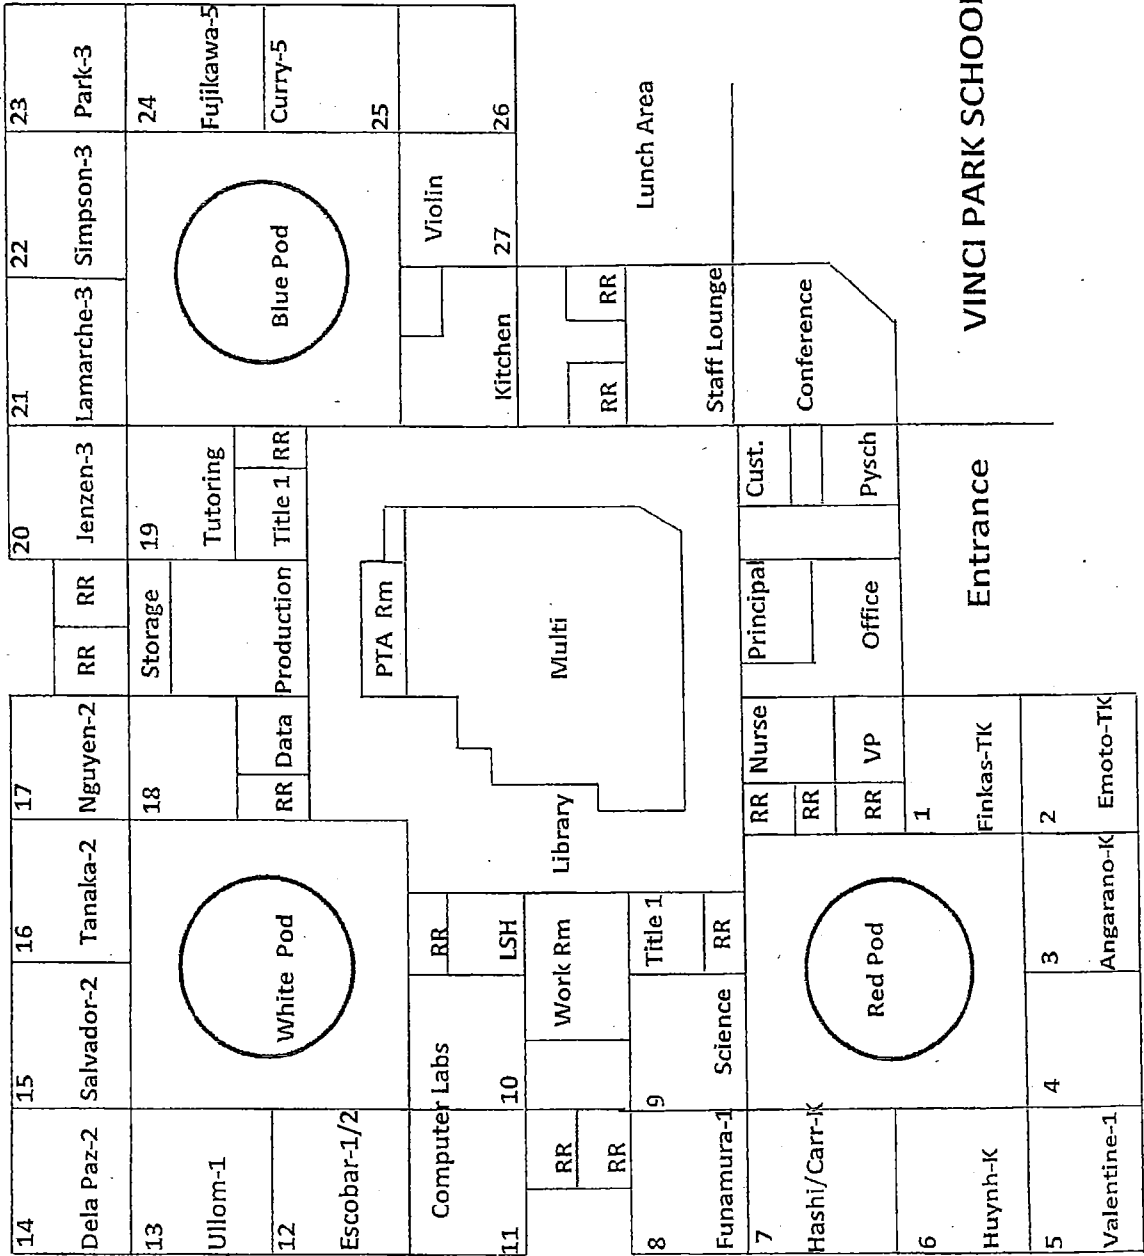 14
Dela Paz-2
15
Salvador-2
16
Tanaka-2
17
Nguyen-2
RR
RR
20
Jenzen-3
21
Lamarche-3
22
Simpson-3
23
Park-3
13
Ullom-1
12
Escobar-1/2
White Pod
18
RR
Data
Storage
Production
19
Tutoring
Title 1
RR
Blue Pod
24
Fujikawa-5
Curry-5
25
26
Violin
27
Kitchen
Computer Labs
11
10
RR
LSH
Work Rm
RR
RR
Library
PTA Rm
Multi
RR
RR
Staff Lounge
Lunch Area
8
Funamura-1
9
Science
Title 1
RR
7
Hashi/Carr-K
6
Huynh-K
5
Valentine-1
Red Pod
4
3
Angarano-K
RR
RR
RR
Nurse
VP
1
Finkas-TK
2
Emoto-TK
Principal
Office
Cust.
Pysch
Conference
Entrance
VINCI PARK SCHOOL